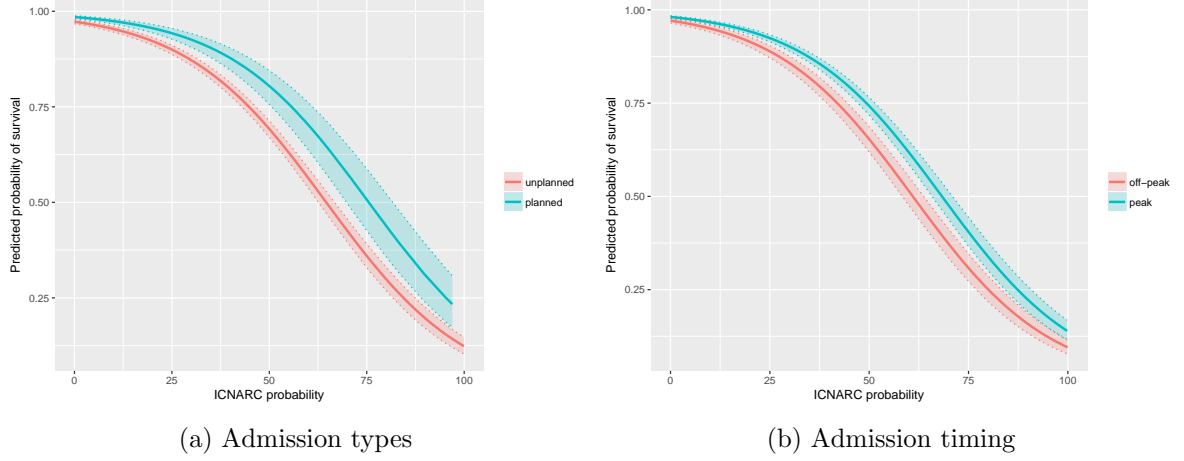 1.00
0.75
0.50
0.25
0
25
50
75
100
Predicted probability of survival
ICNARC probability
unplanned
planned
(a) Admission types
1.00
0.75
0.50
0.25
0
25
50
75
100
Predicted probability of survival
ICNARC probability
off−peak
peak
(b) Admission timing